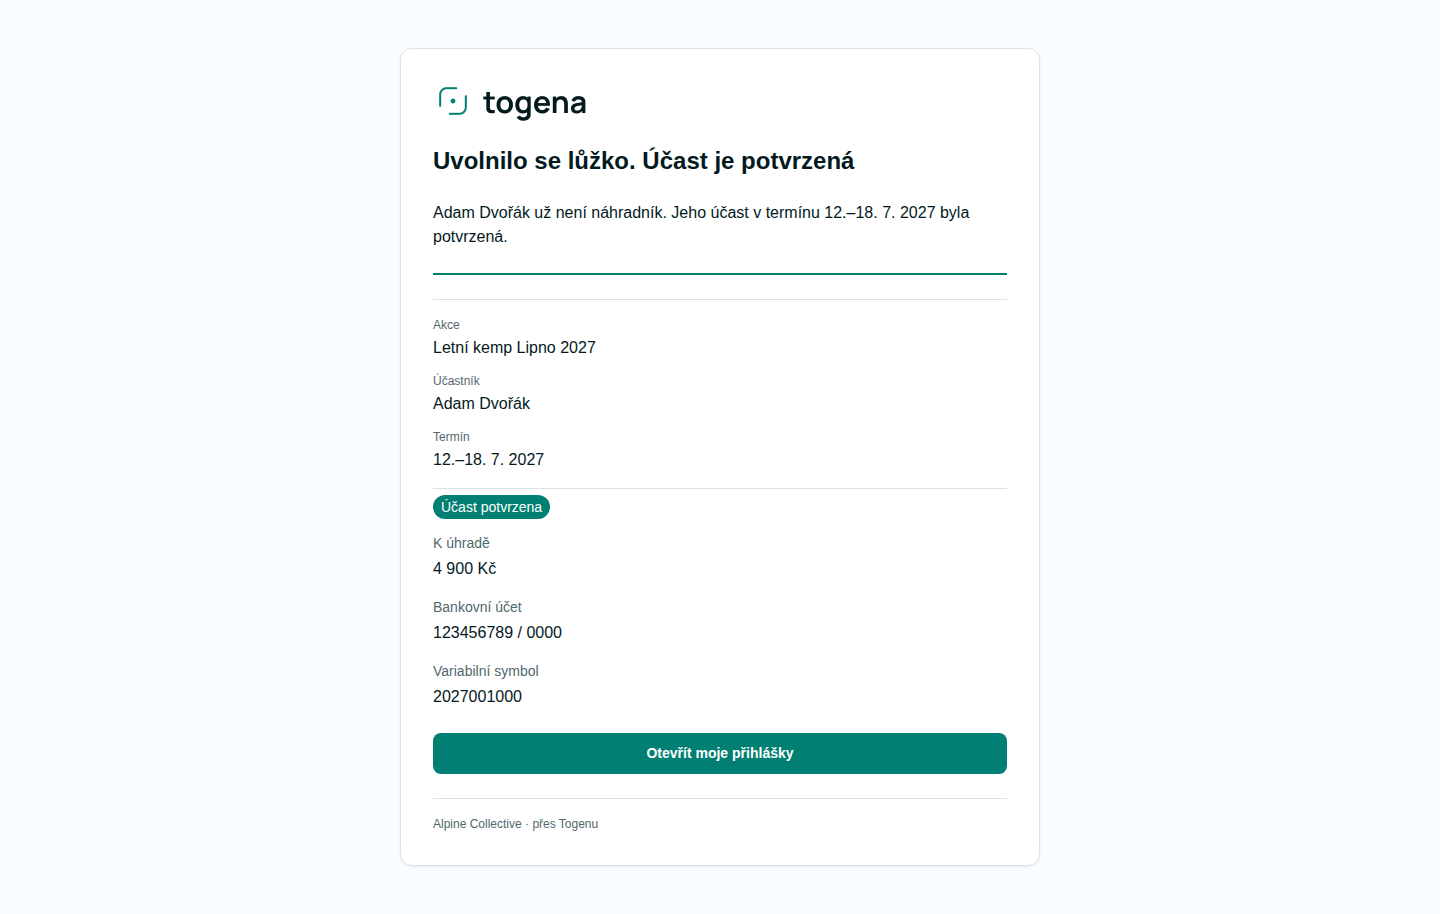 togena
Uvolnilo se lůžko. Účast je potvrzená
Adam Dvořák už není náhradník. Jeho účast v termínu 12.–18. 7. 2027 byla
potvrzená.
Akce
Letní kemp Lipno 2027
Účastník
Adam Dvořák
Termín
12.–18. 7. 2027
Účast potvrzena
K úhradě
4 900 Kč
Bankovní účet
123456789 / 0000
Variabilní symbol
2027001000
Otevřít moje přihlášky
Alpine Collective · přes Togenu